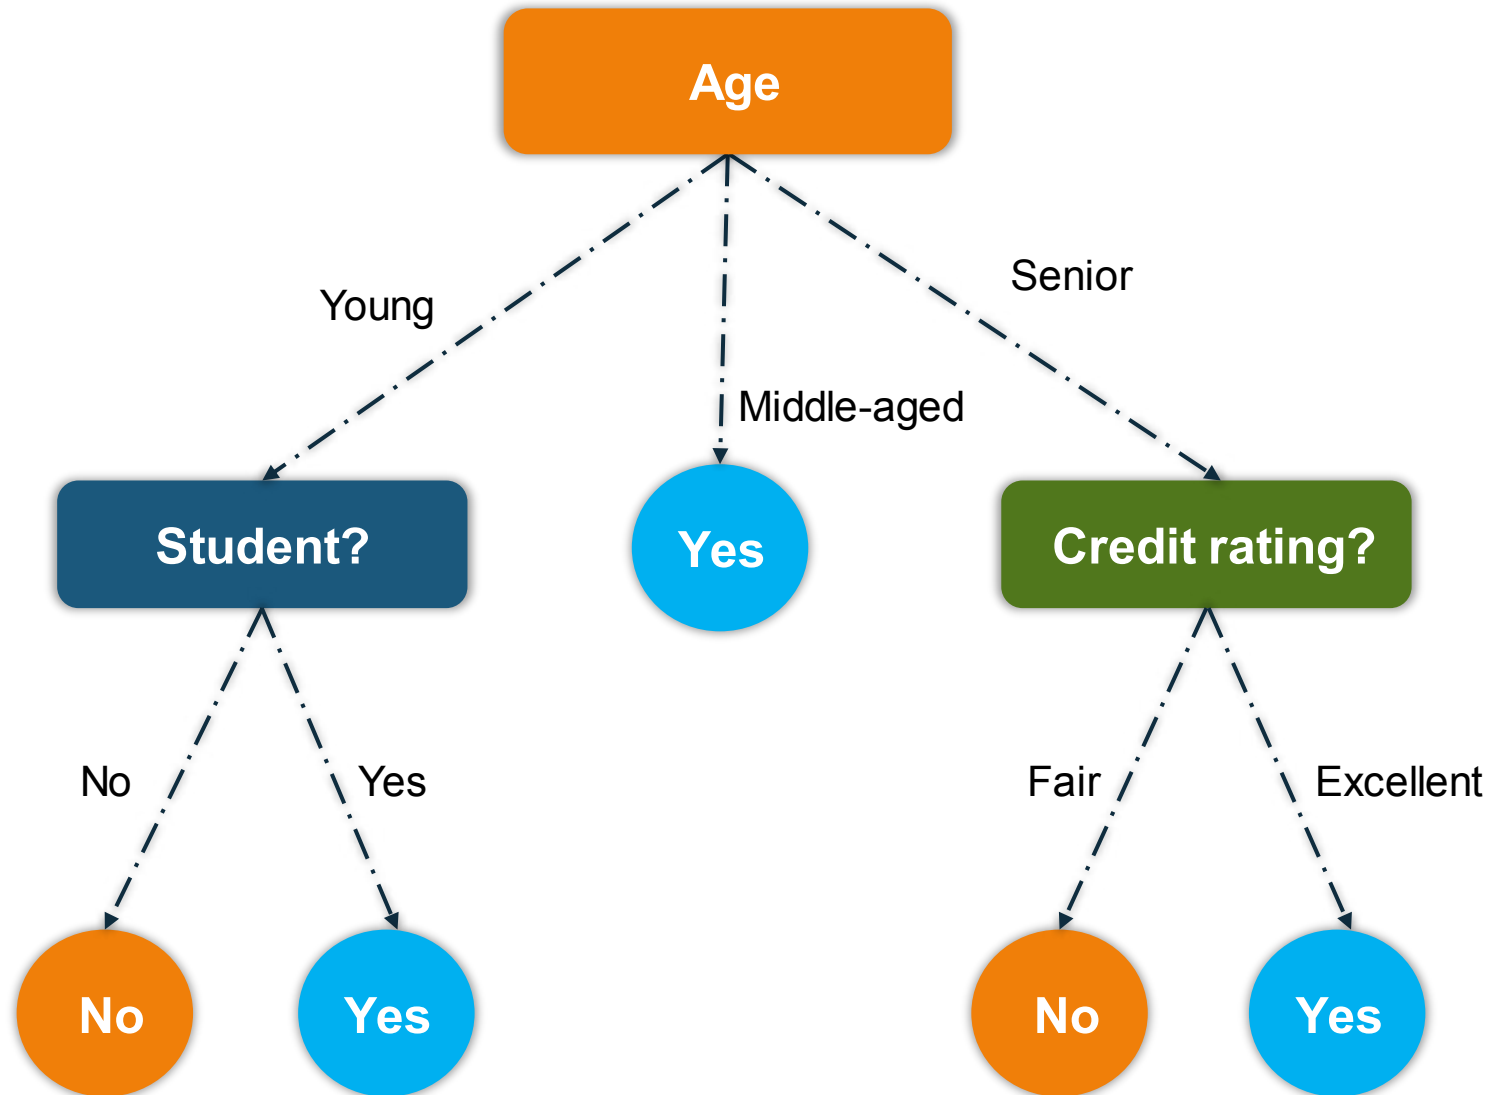 Age
Young
Middle-aged
Senior
Student?
Yes
Credit rating?
No
Yes
Fair
Excellent
No
Yes
No
Yes